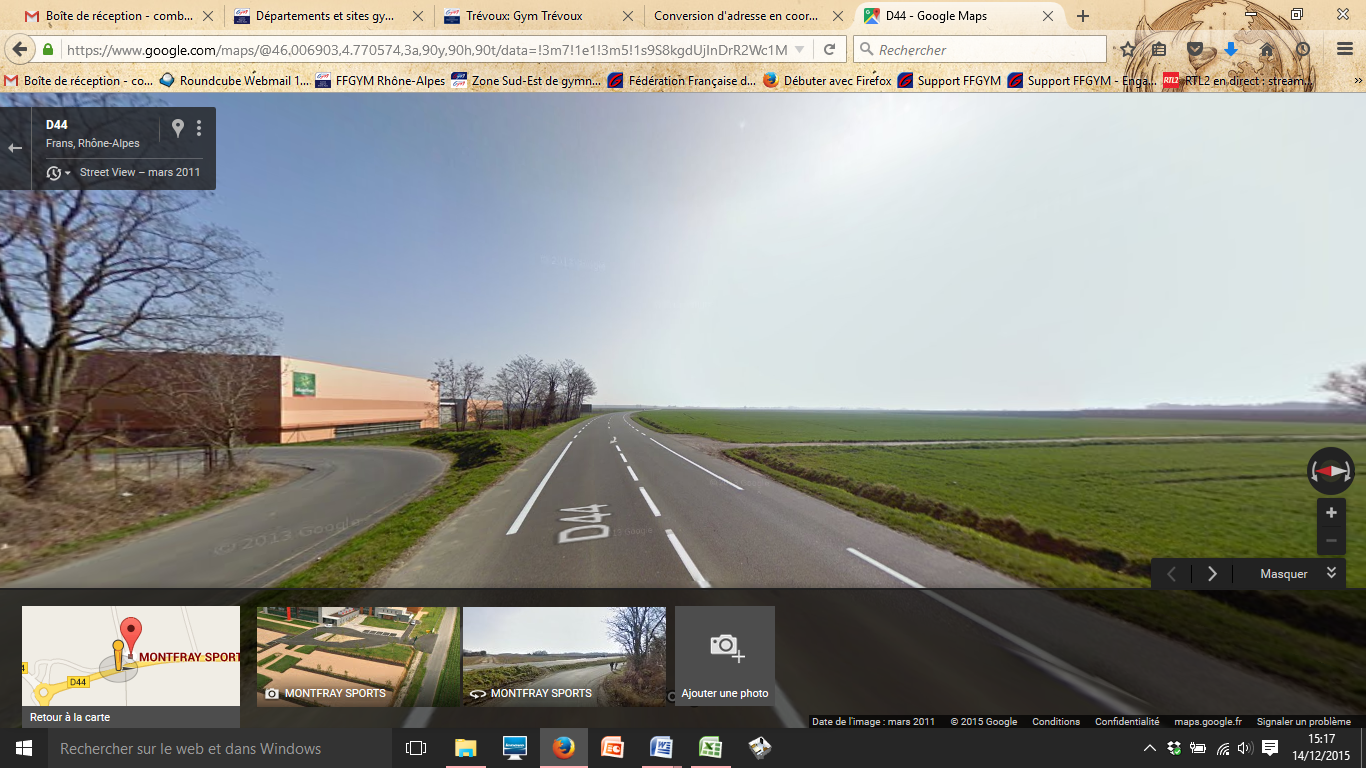 Boîte de réception - comb...
Départements et sites gy...
Trévoux: Gym Trévoux
Conversion d'adresse en coor...
D44 - Google Maps
https://www.google.com/maps/@46.006903,4.770574,3a,90y,90h,90t/data=!3m7!1e1!3m5!1s9S8kgdUjInDrR2Wc1M
Rechercher
Boîte de réception - co...
Roundcube Webmail 1...
FFGYM Rhône-Alpes
Zone Sud-Est de gymn...
Fédération Française d...
Débuter avec Firefox
Support FFGYM
Support FFGYM - Enga...
RTL2 en direct : stream...
D44
Frans, Rhône-Alpes
Street View – mars 2011
D44
© 2013 Google
Masquer
MONTFRAY SPORT
D44
Retour à la carte
MONTFRAY SPORTS
MONTFRAY SPORTS
Ajouter une photo
Date de l'image : mars 2011
© 2015 Google
Conditions
Confidentialité
maps.google.fr
Signaler un problème
Rechercher sur le web et dans Windows
15:17
14/12/2015